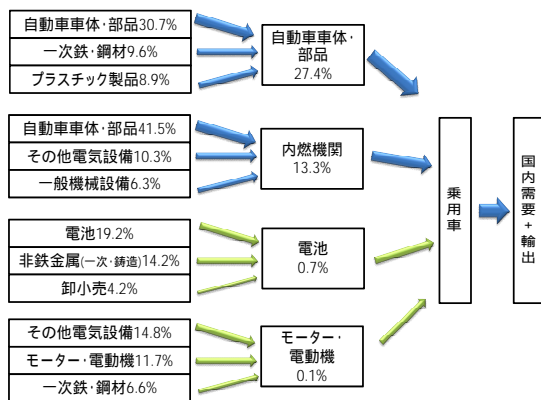 自動車車体・部品30.7%
一次鉄・鋼材9.6%
プラスチック製品8.9%
自動車車体・
部品
27.4%
自動車車体・部品41.5%
その他電気設備10.3%
一般機械設備6.3%
内燃機関
13.3%
電池19.2%
非鉄金属(一次・鋳造)14.2%
卸小売4.2%
電池
0.7%
その他電気設備14.8%
モーター・電動機11.7%
一次鉄・鋼材6.6%
モーター・
電動機
0.1%
乗用車
国内需要+輸出